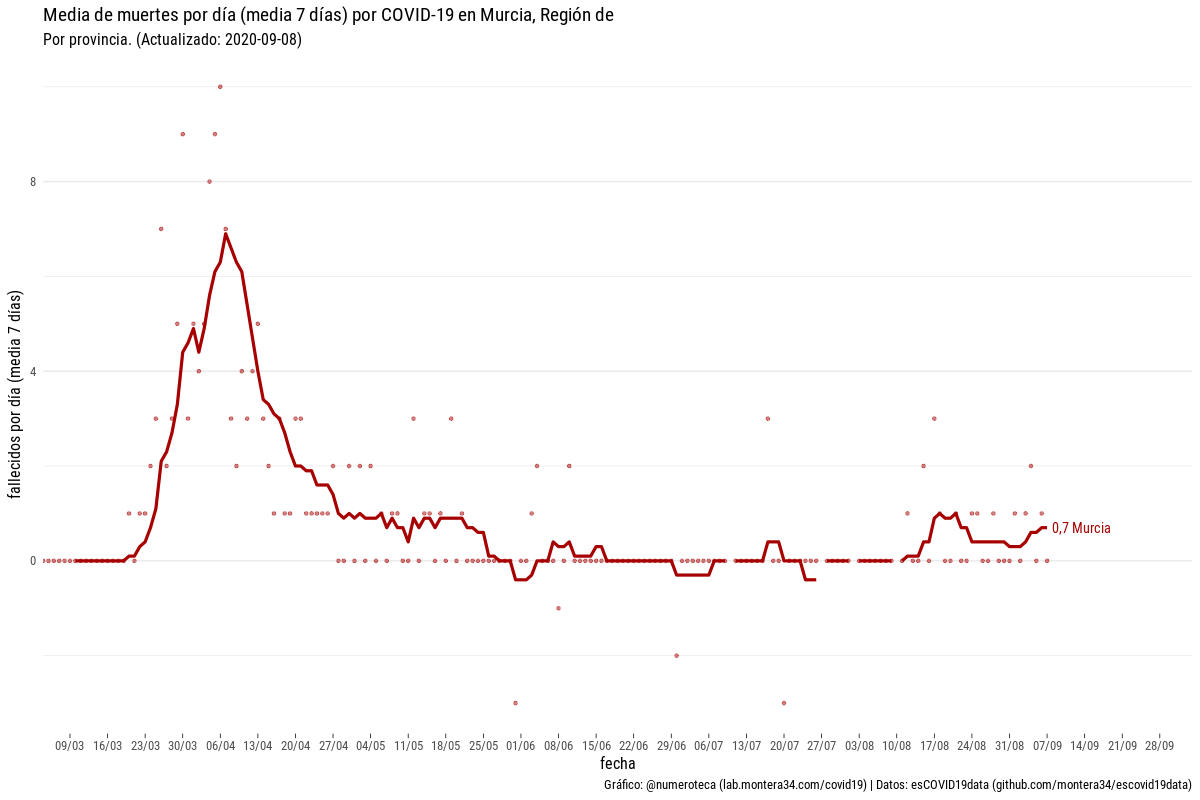 Media de muertes por día (media 7 días) por COVID-19 en Murcia, Región de
Por provincia. (Actualizado: 2020-09-08)
fallecidos por día (media 7 días)
8
4
0
0,7 Murcia
09/03 16/03 23/03 30/03 06/04 13/04 20/04 27/04 04/05 11/05 18/05 25/05 01/06 08/06 15/06 22/06 29/06 06/07 13/07 20/07 27/07 03/08 10/08 17/08 24/08 31/08 07/09 14/09 21/09 28/09
fecha
Gráfico: @numeroteca (lab.montera34.com/covid19) | Datos: esCOVID19data (github.com/montera34/escovid19data)